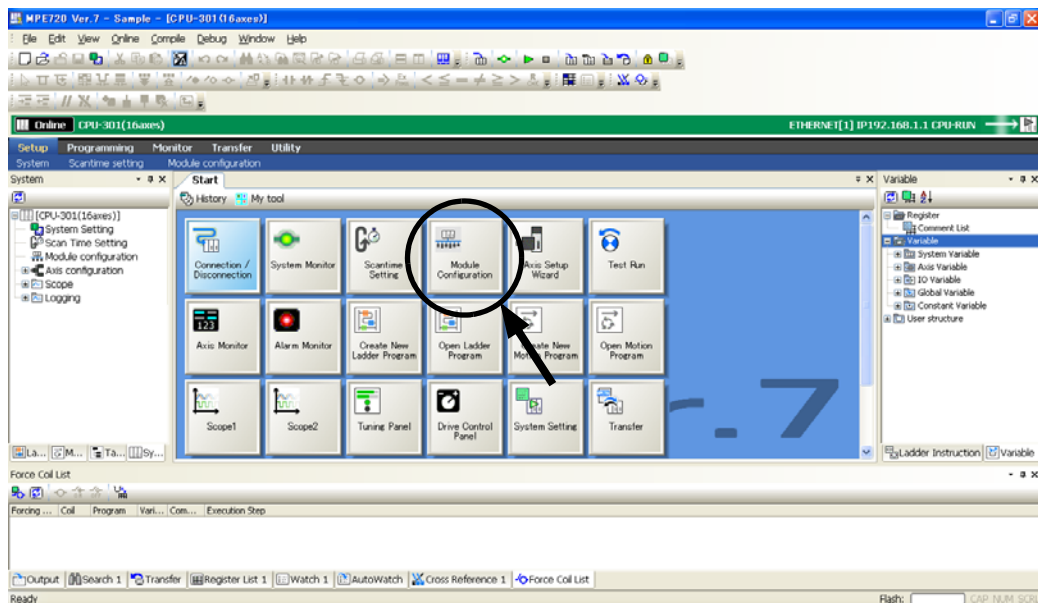 MPE720 Ver.7 - Sample - [CPU-301(16axes)]
File Edit View Online Compile Debug Window Help
Online CPU-301(16axes) ETHERNET[1] IP192.168.1.1 CPU-RUN
Setup Programming Monitor Transfer Utility
System Scantime setting Module configuration
System
Start
Variable
History My tool
[CPU-301(16axes)]
System Setting
Scan Time Setting
Module configuration
Axis configuration
Scope
Logging
Connection / Disconnection
System Monitor
Scantime Setting
Module Configuration
Axis Setup Wizard
Test Run
Axis Monitor
Alarm Monitor
Create New Ladder Program
Open Ladder Program
Create New Motion Program
Open Motion Program
Scope1
Scope2
Tuning Panel
Drive Control Panel
System Setting
Transfer
r.7
Register
Comment List
Variable
System Variable
Axis Variable
IO Variable
Global Variable
Constant Variable
User structure
La... M... Ta... Sy...
Ladder Instruction Variable
Force Coil List
Forcing ... Coil Program Vari... Com... Execution Step
Output Search 1 Transfer Register List 1 Watch 1 AutoWatch Cross Reference 1 Force Coil List
Ready Flash: CAP NUM SCRL